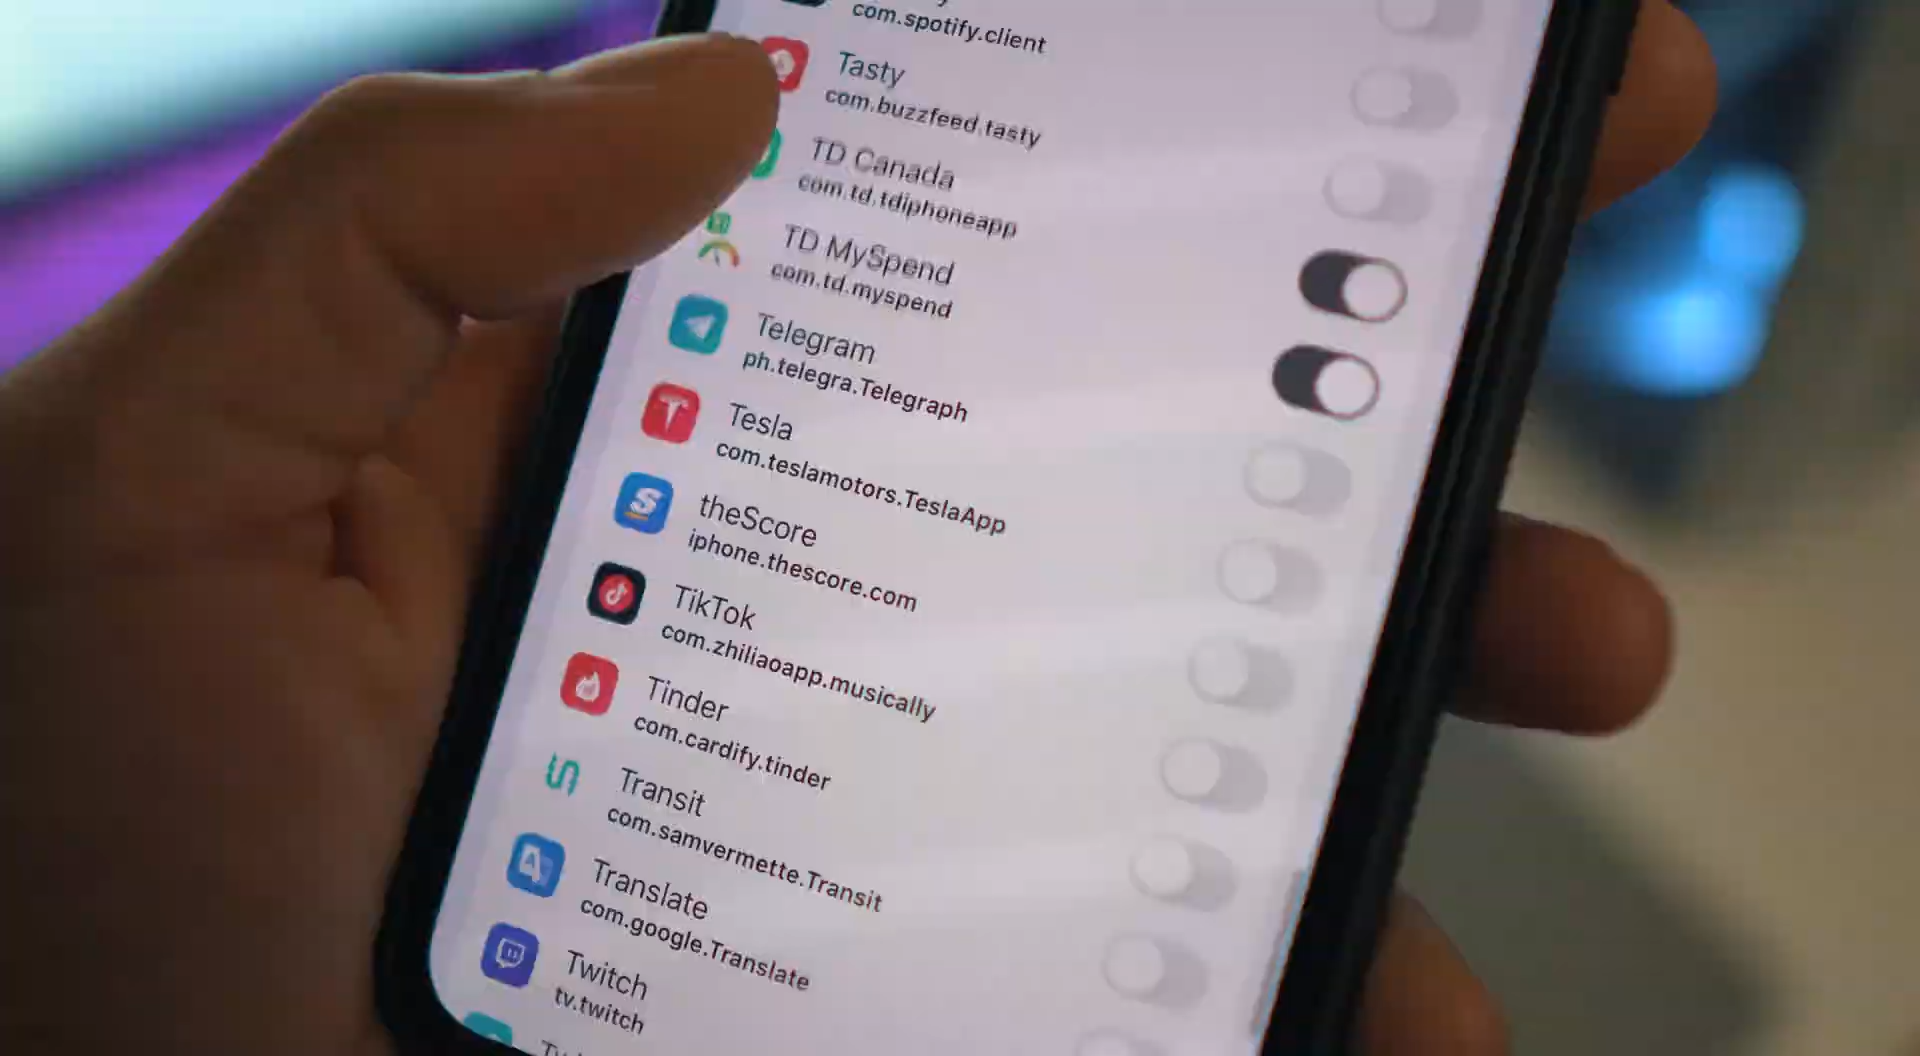 com.spotify.client
Tasty
com.buzzfeed.tasty
TD Canada
com.td.tdiphoneapp
TD MySpend
com.td.myspend
Telegram
ph.telegra.Telegraph
Tesla
com.teslamotors.TeslaApp
theScore
iphone.thescore.com
TikTok
com.zhiliaoapp.musically
Tinder
com.cardify.tinder
Transit
com.samvermette.Transit
Translate
com.google.Translate
Twitch
tv.twitch